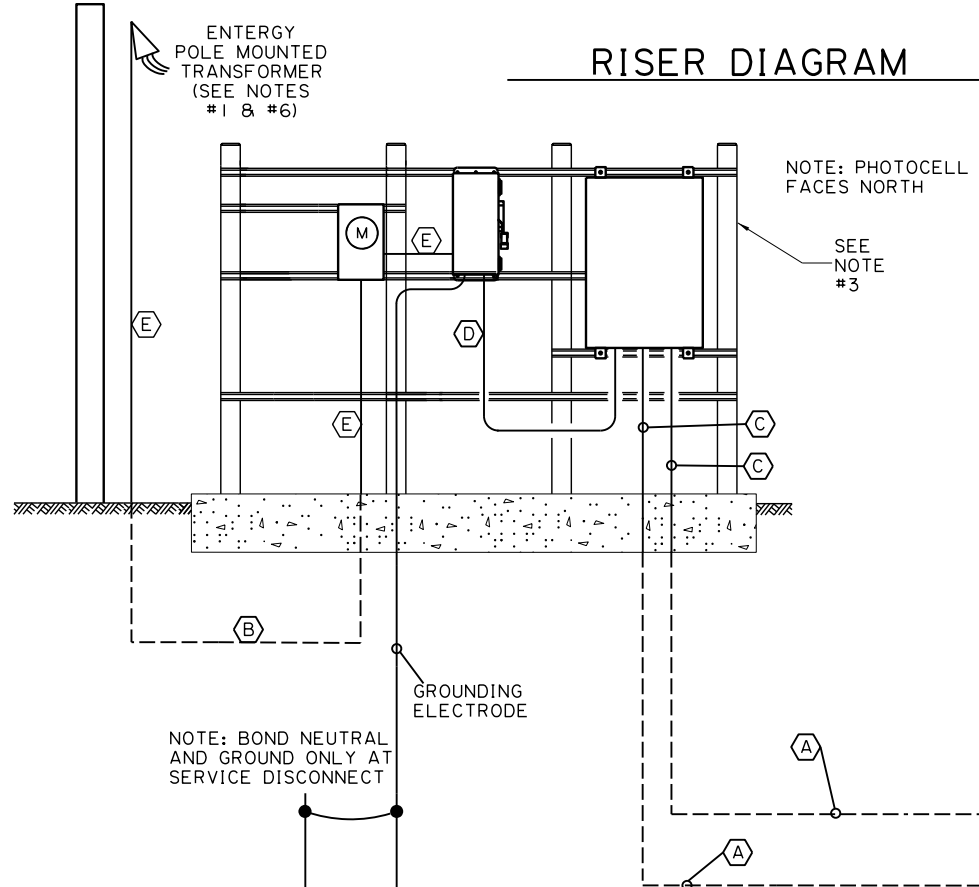 ENTERGY
POLE MOUNTED
TRANSFORMER
(SEE NOTES
#1 & #6)
RISER DIAGRAM
NOTE: PHOTOCELL
FACES NORTH
SEE
NOTE
#3
M
E
E
D
E
C
C
B
GROUNDING
ELECTRODE
NOTE: BOND NEUTRAL
AND GROUND ONLY AT
SERVICE DISCONNECT
A
A